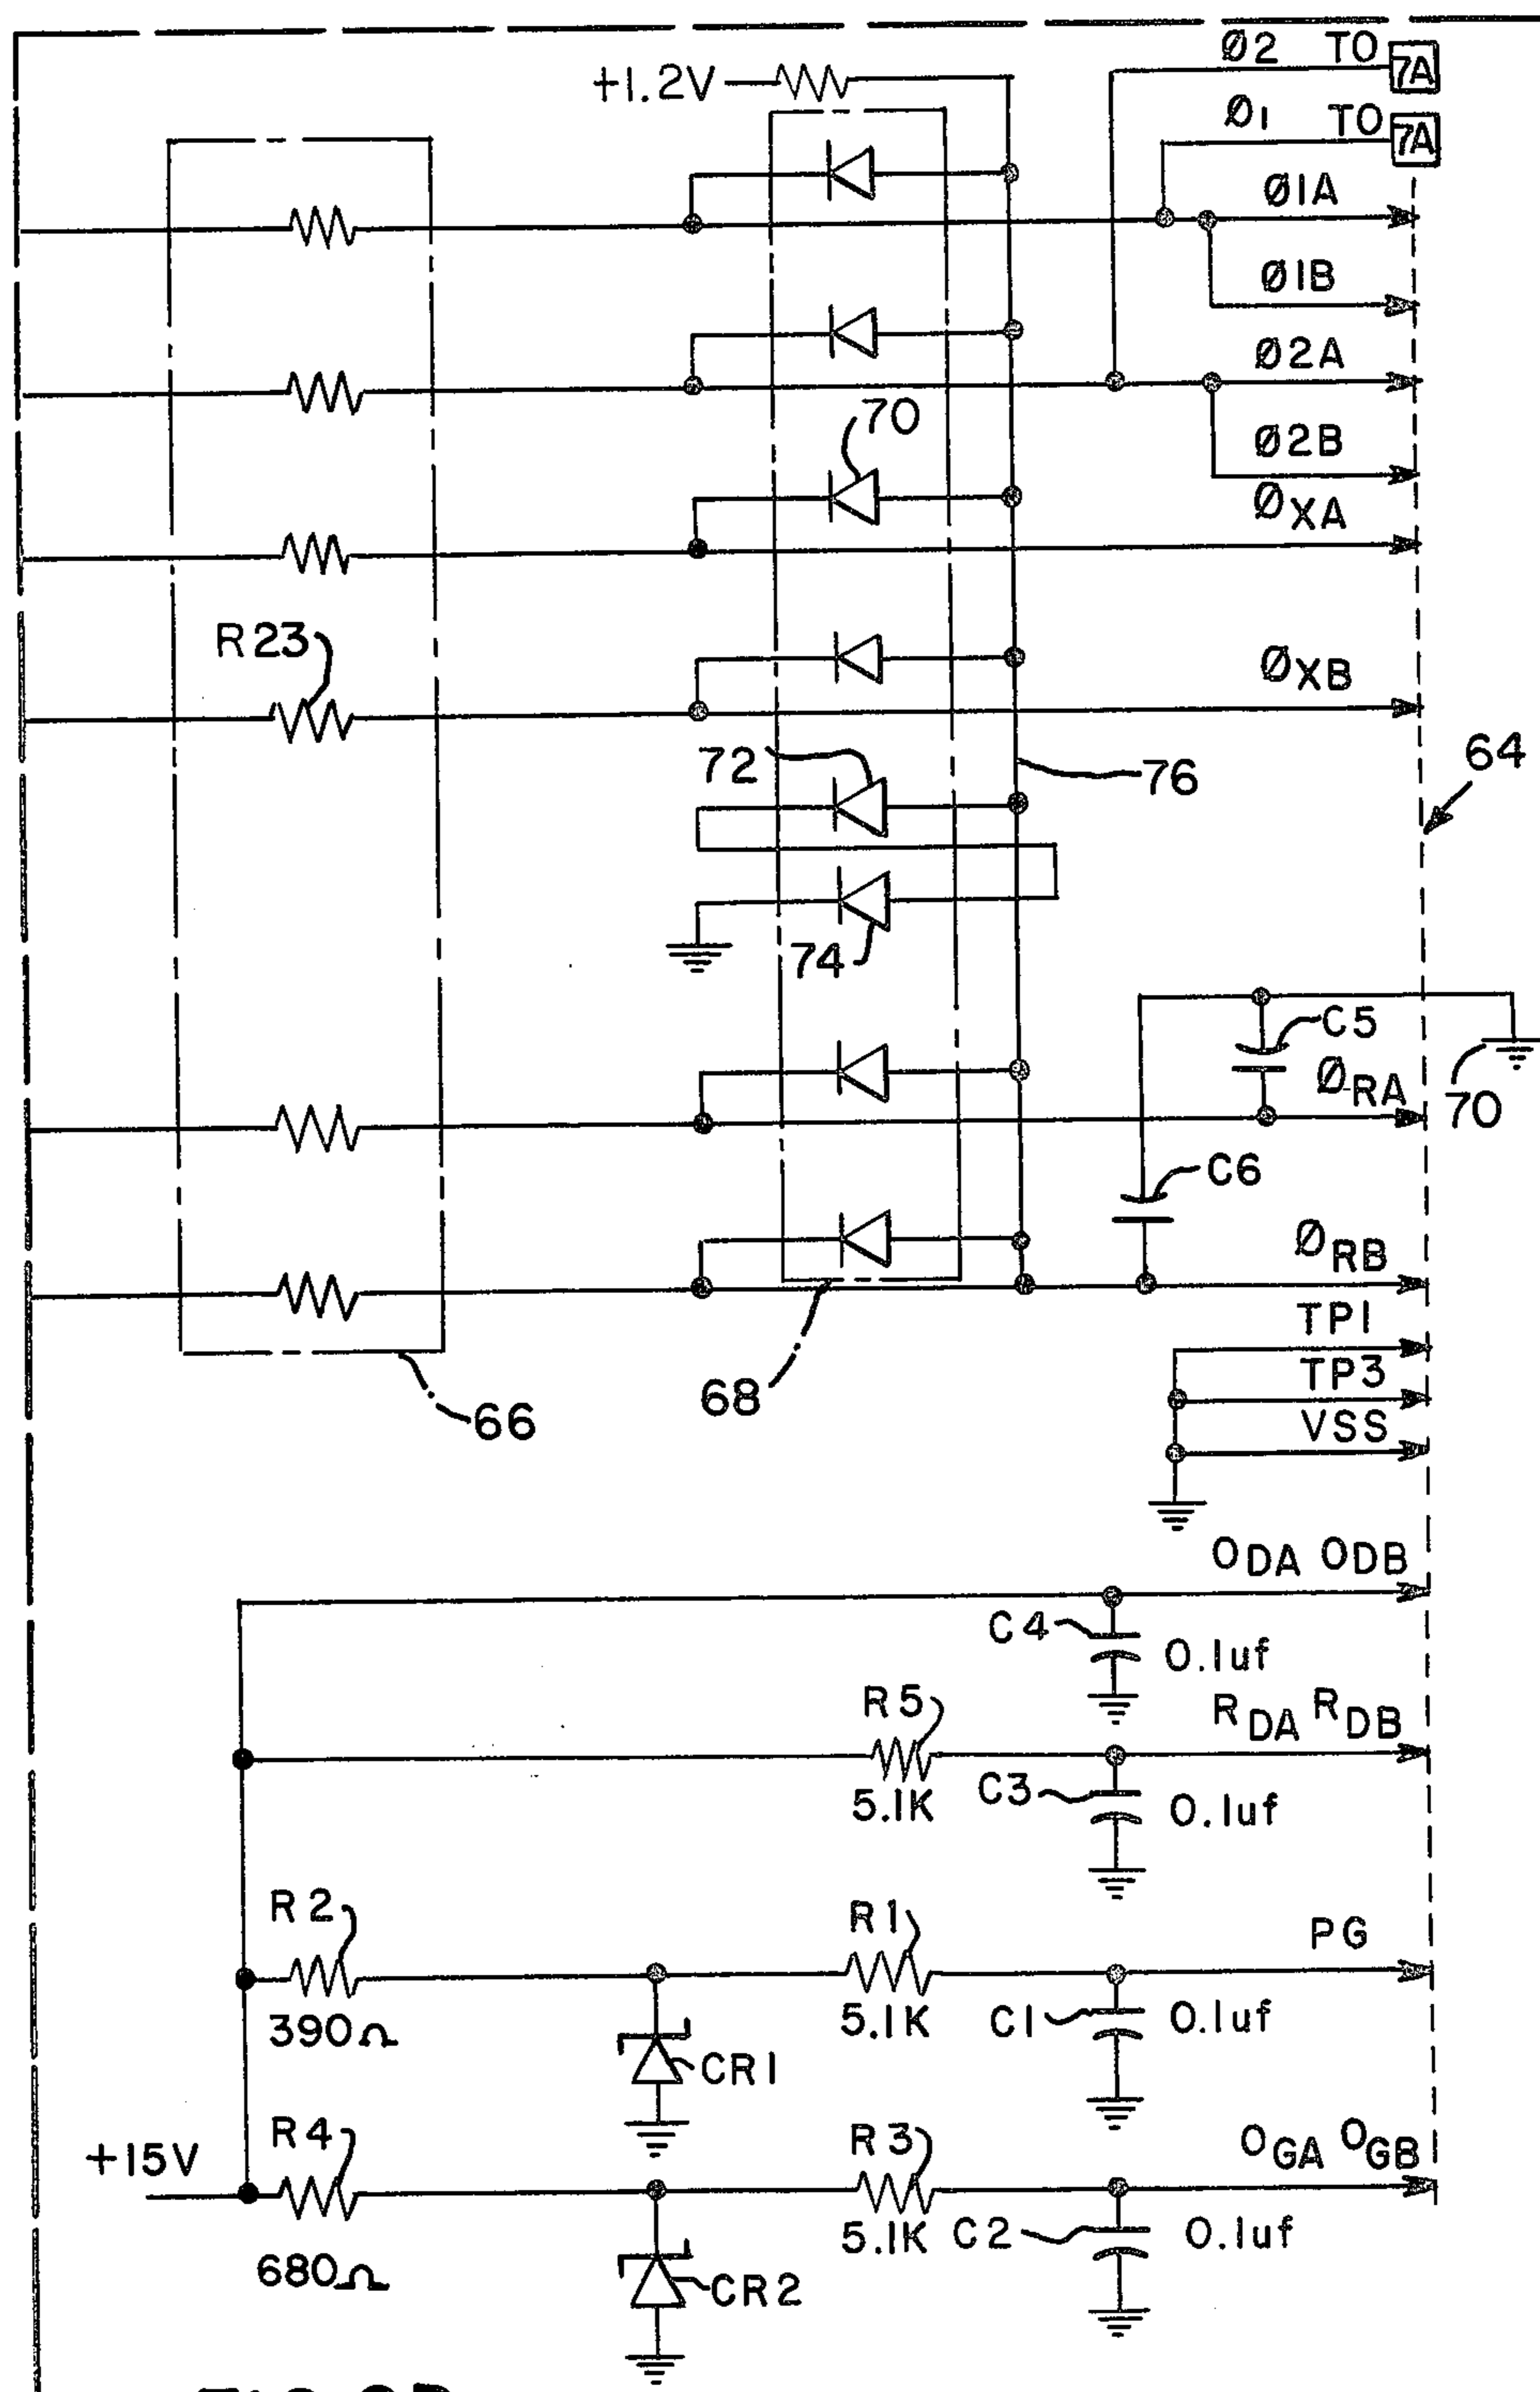 Ø2 TO 7A
+1.2V
Ø1 TO 7A
Ø1A
Ø1B
Ø2A
70
Ø2B
ØXA
R23
ØXB
72
76
64
74
C5
ØRA
70
C6
ØRB
TP1
68
TP3
66
VSS
ODA ODB
C4
0.1uf
R5
RDA RDB
5.1K
C3
0.1uf
R2
R1
PG
390Ω
5.1K
C1
0.1uf
CR1
+15V
R4
R3
OGA OGB
680Ω
5.1K
C2
0.1uf
CR2